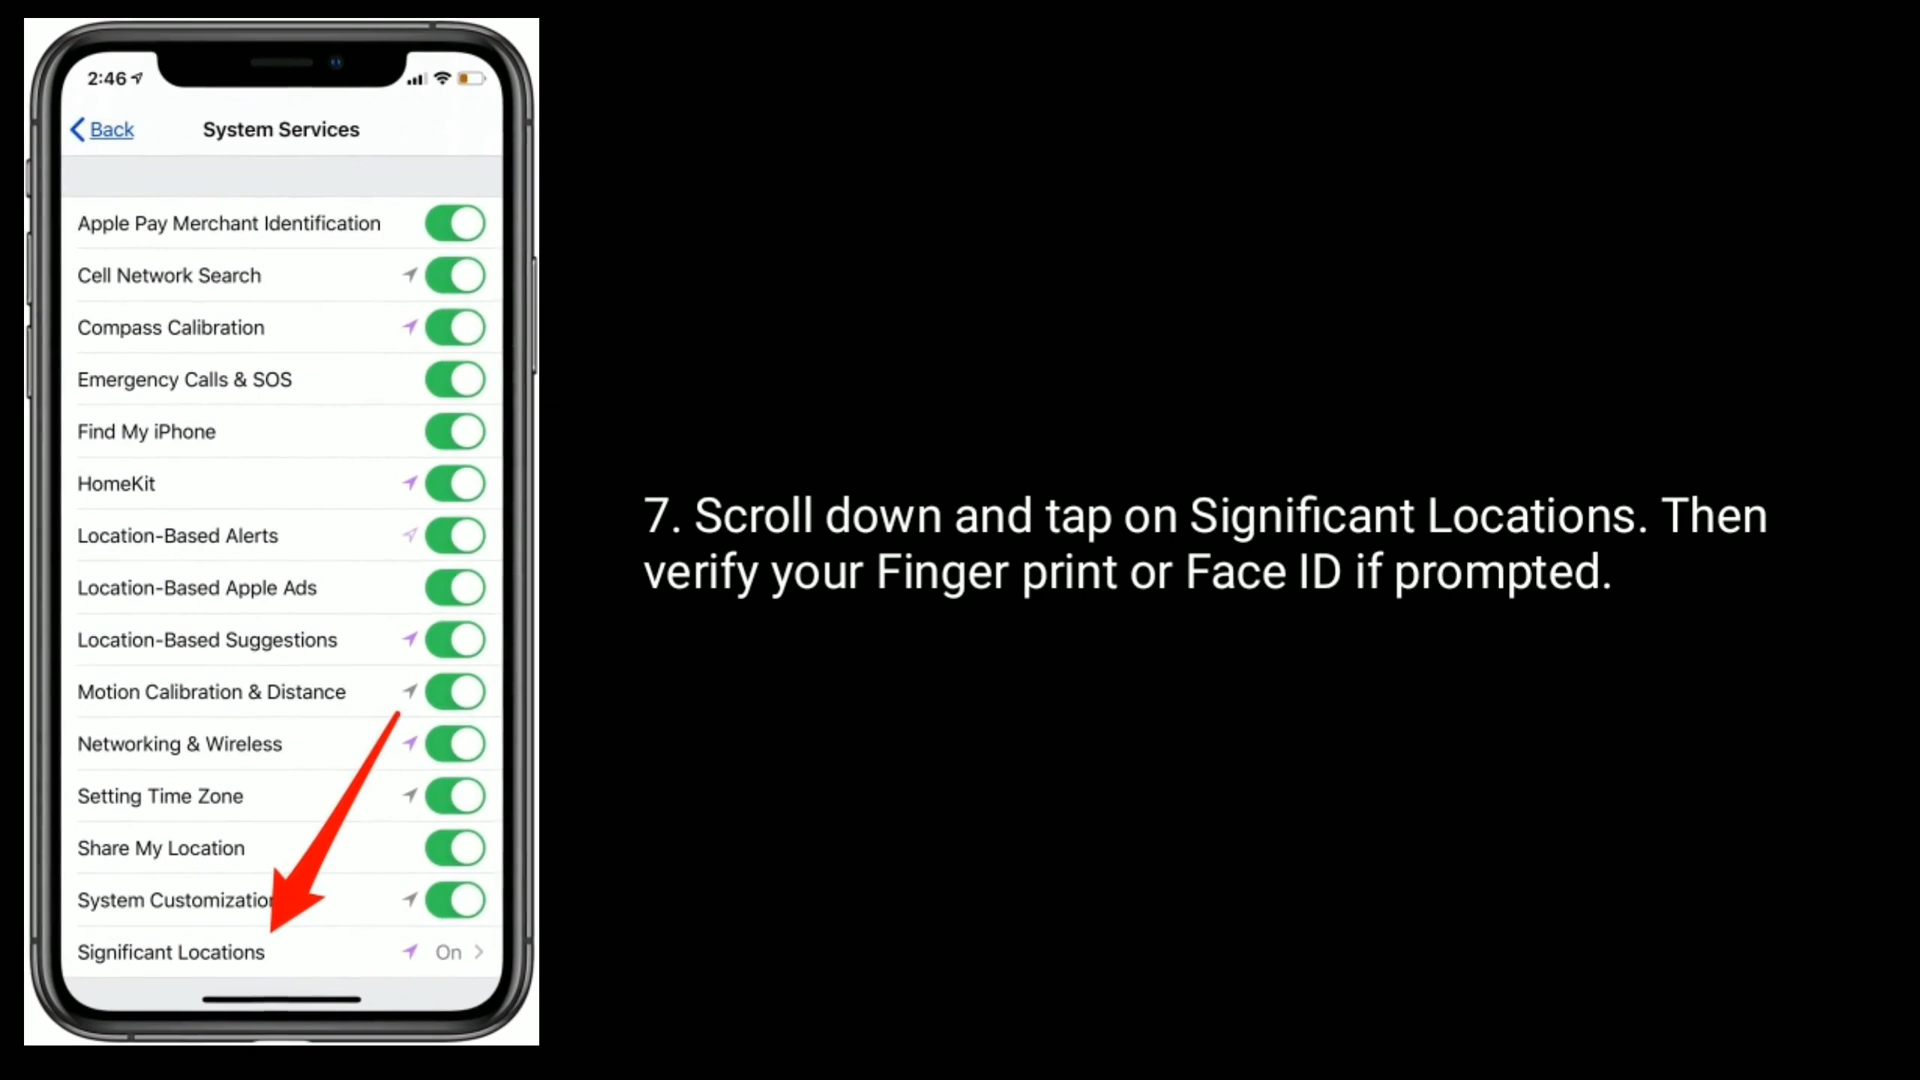 2:46
Back
System Services
Apple Pay Merchant Identification
Cell Network Search
Compass Calibration
Emergency Calls & SOS
Find My iPhone
HomeKit
Location-Based Alerts
Location-Based Apple Ads
Location-Based Suggestions
Motion Calibration & Distance
Networking & Wireless
Setting Time Zone
Share My Location
System Customization
Significant Locations On
7. Scroll down and tap on Significant Locations. Then
verify your Finger print or Face ID if prompted.